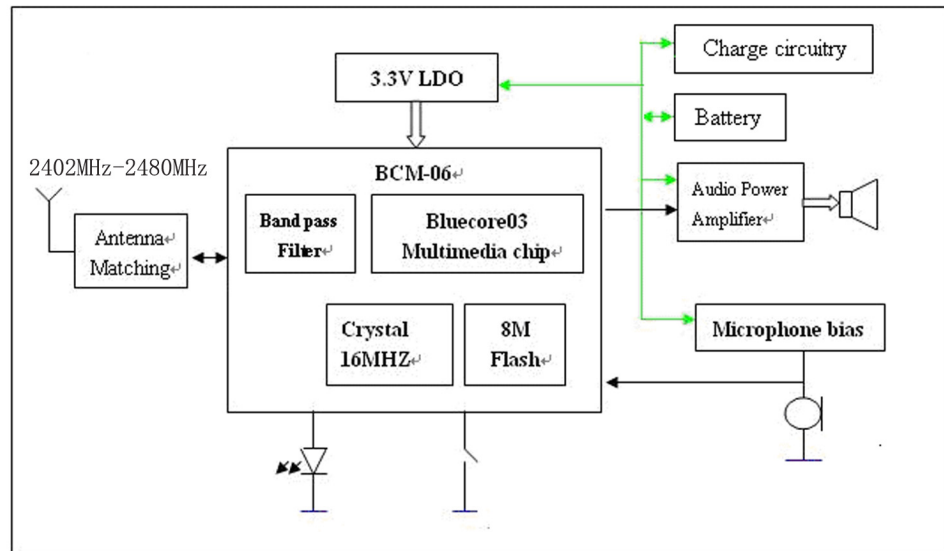 Charge circuitry
3.3V LDO
Battery
2402MHz-2480MHz
BCM-06
Band pass
Filter
Bluecore03
Multimedia chip
Audio Power
Amplifier
Antenna
Matching
Crystal
16MHZ
8M
Flash
Microphone bias